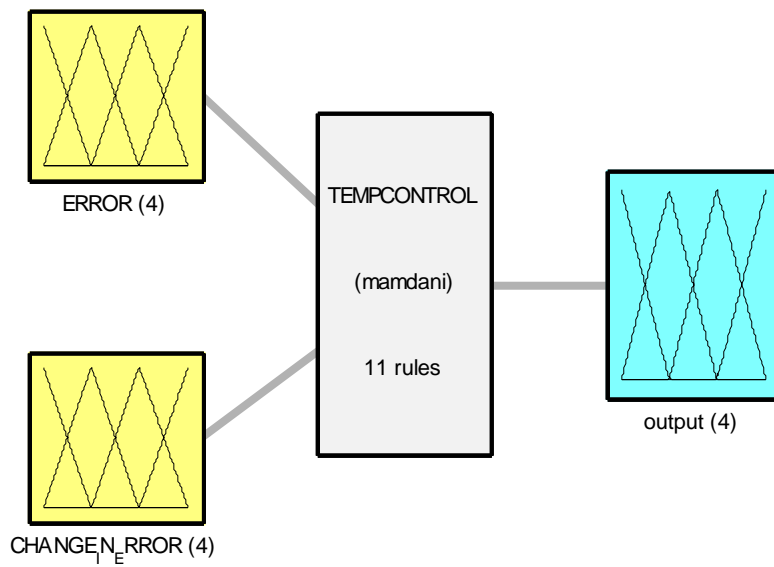 ERROR (4)
TEMPCONTROL
(mamdani)
11 rules
output (4)
CHANGE_IN_ERROR (4)